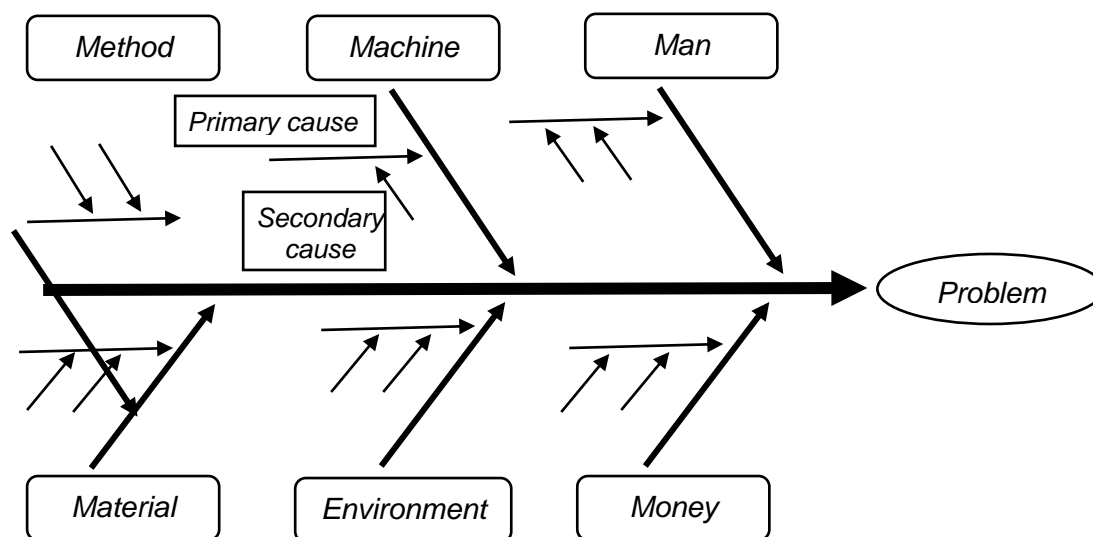 Method
Machine
Man
Primary cause
Secondary
cause
Problem
Material
Environment
Money